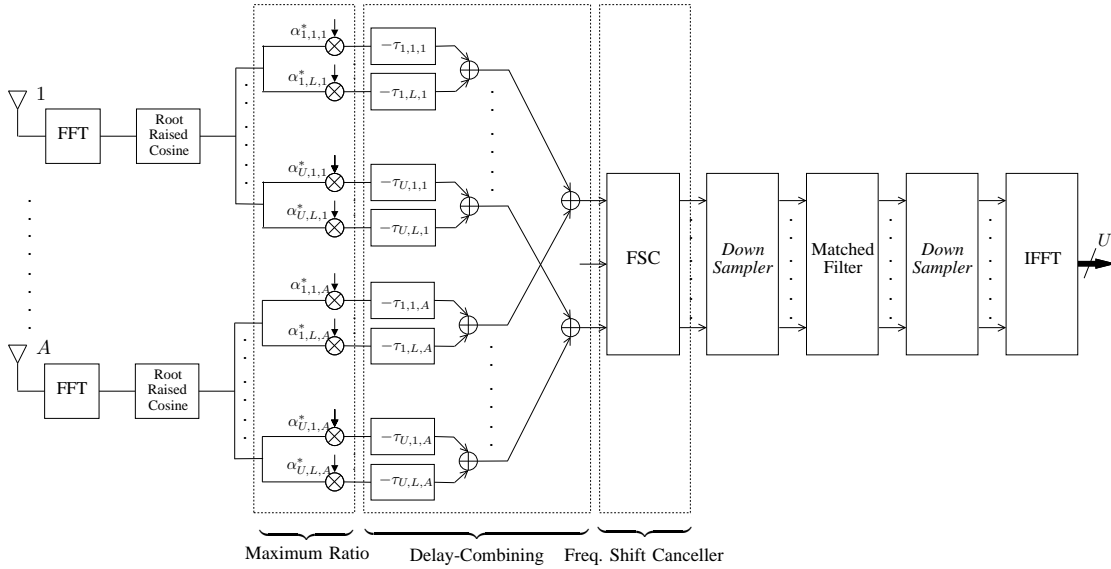 1
FFT
Root
Raised
Cosine
α*1,1,1
−τ1,1,1
α*1,L,1
−τ1,L,1
α*U,1,1
−τU,1,1
α*U,L,1
−τU,L,1
FSC
Down
Sampler
Matched
Filter
Down
Sampler
IFFT
U
A
FFT
Root
Raised
Cosine
α*1,1,A
−τ1,1,A
α*1,L,A
−τ1,L,A
α*U,1,A
−τU,1,A
α*U,L,A
−τU,L,A
Maximum Ratio
Delay-Combining
Freq. Shift Canceller